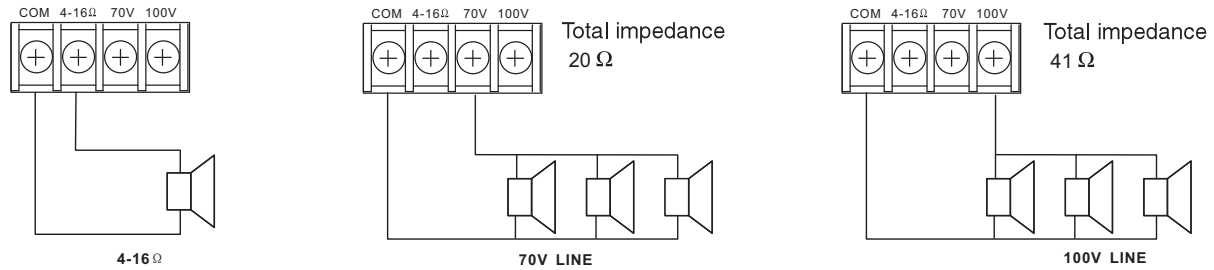 COM 4-16Ω 70V 100V
4-16Ω
COM 4-16Ω 70V 100V
Total impedance
20 Ω
70V LINE
COM 4-16Ω 70V 100V
Total impedance
41 Ω
100V LINE